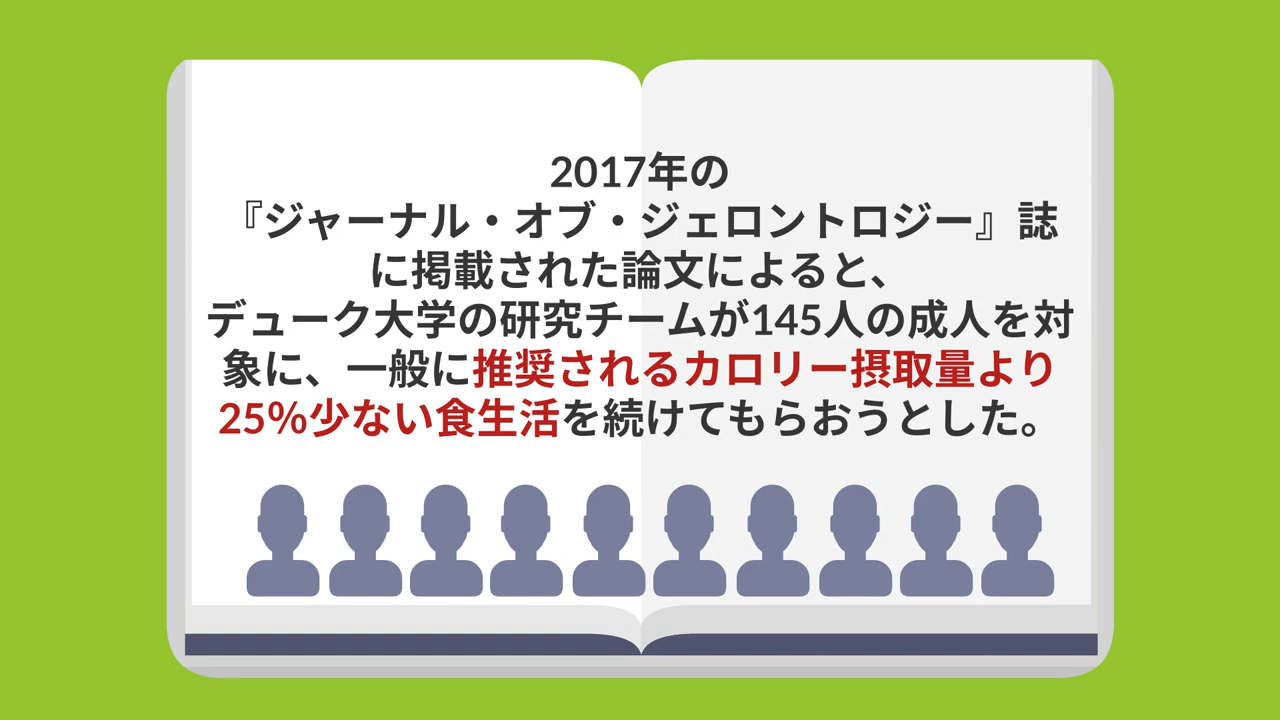 2017年の
『ジャーナル・オブ・ジェロントロジー』誌
に掲載された論文によると、
デューク大学の研究チームが145人の成人を対
象に、一般に推奨されるカロリー摂取量より
25%少ない食生活を続けてもらおうとした。